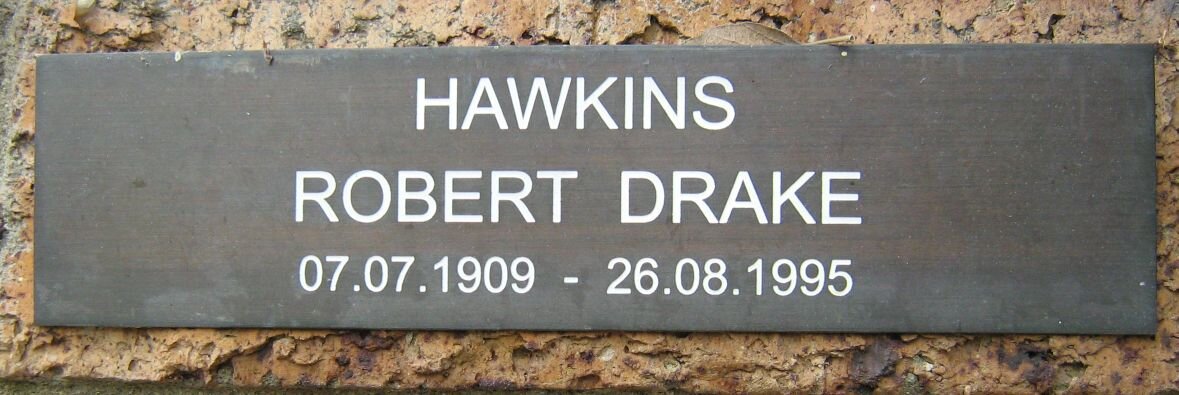 HAWKINS
ROBERT DRAKE
07.07.1909 - 26.08.1995